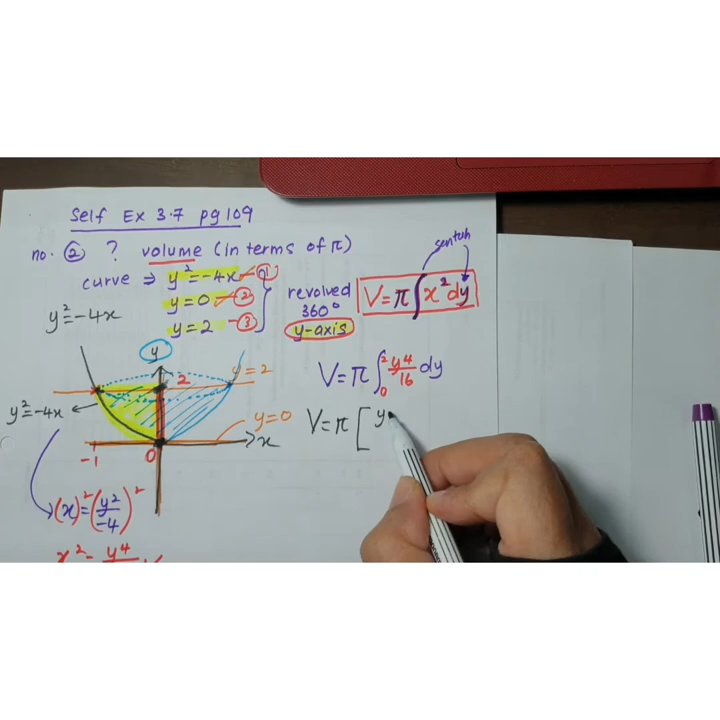 Self Ex 3.7 pg 109
no. ② ? volume (in terms of π)
curve ⇒ y² = -4x — ①
y = 0 — ②
y = 2 — ③
revolved
360°
y-axis
sentuh
V = π ∫ x² dy
y² = -4x
y
2
y = 2
y² = -4x
y = 0
x
-1
0
(x)² = (y²/-4)²
x² = y⁴
V = π ∫₀² y⁴/16 dy
V = π [ y